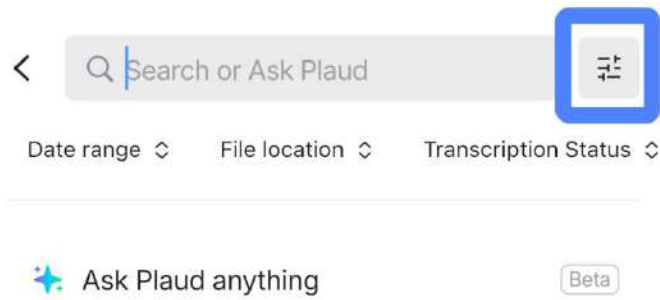 Search or Ask Plaud
Date range File location Transcription Status
Ask Plaud anything Beta